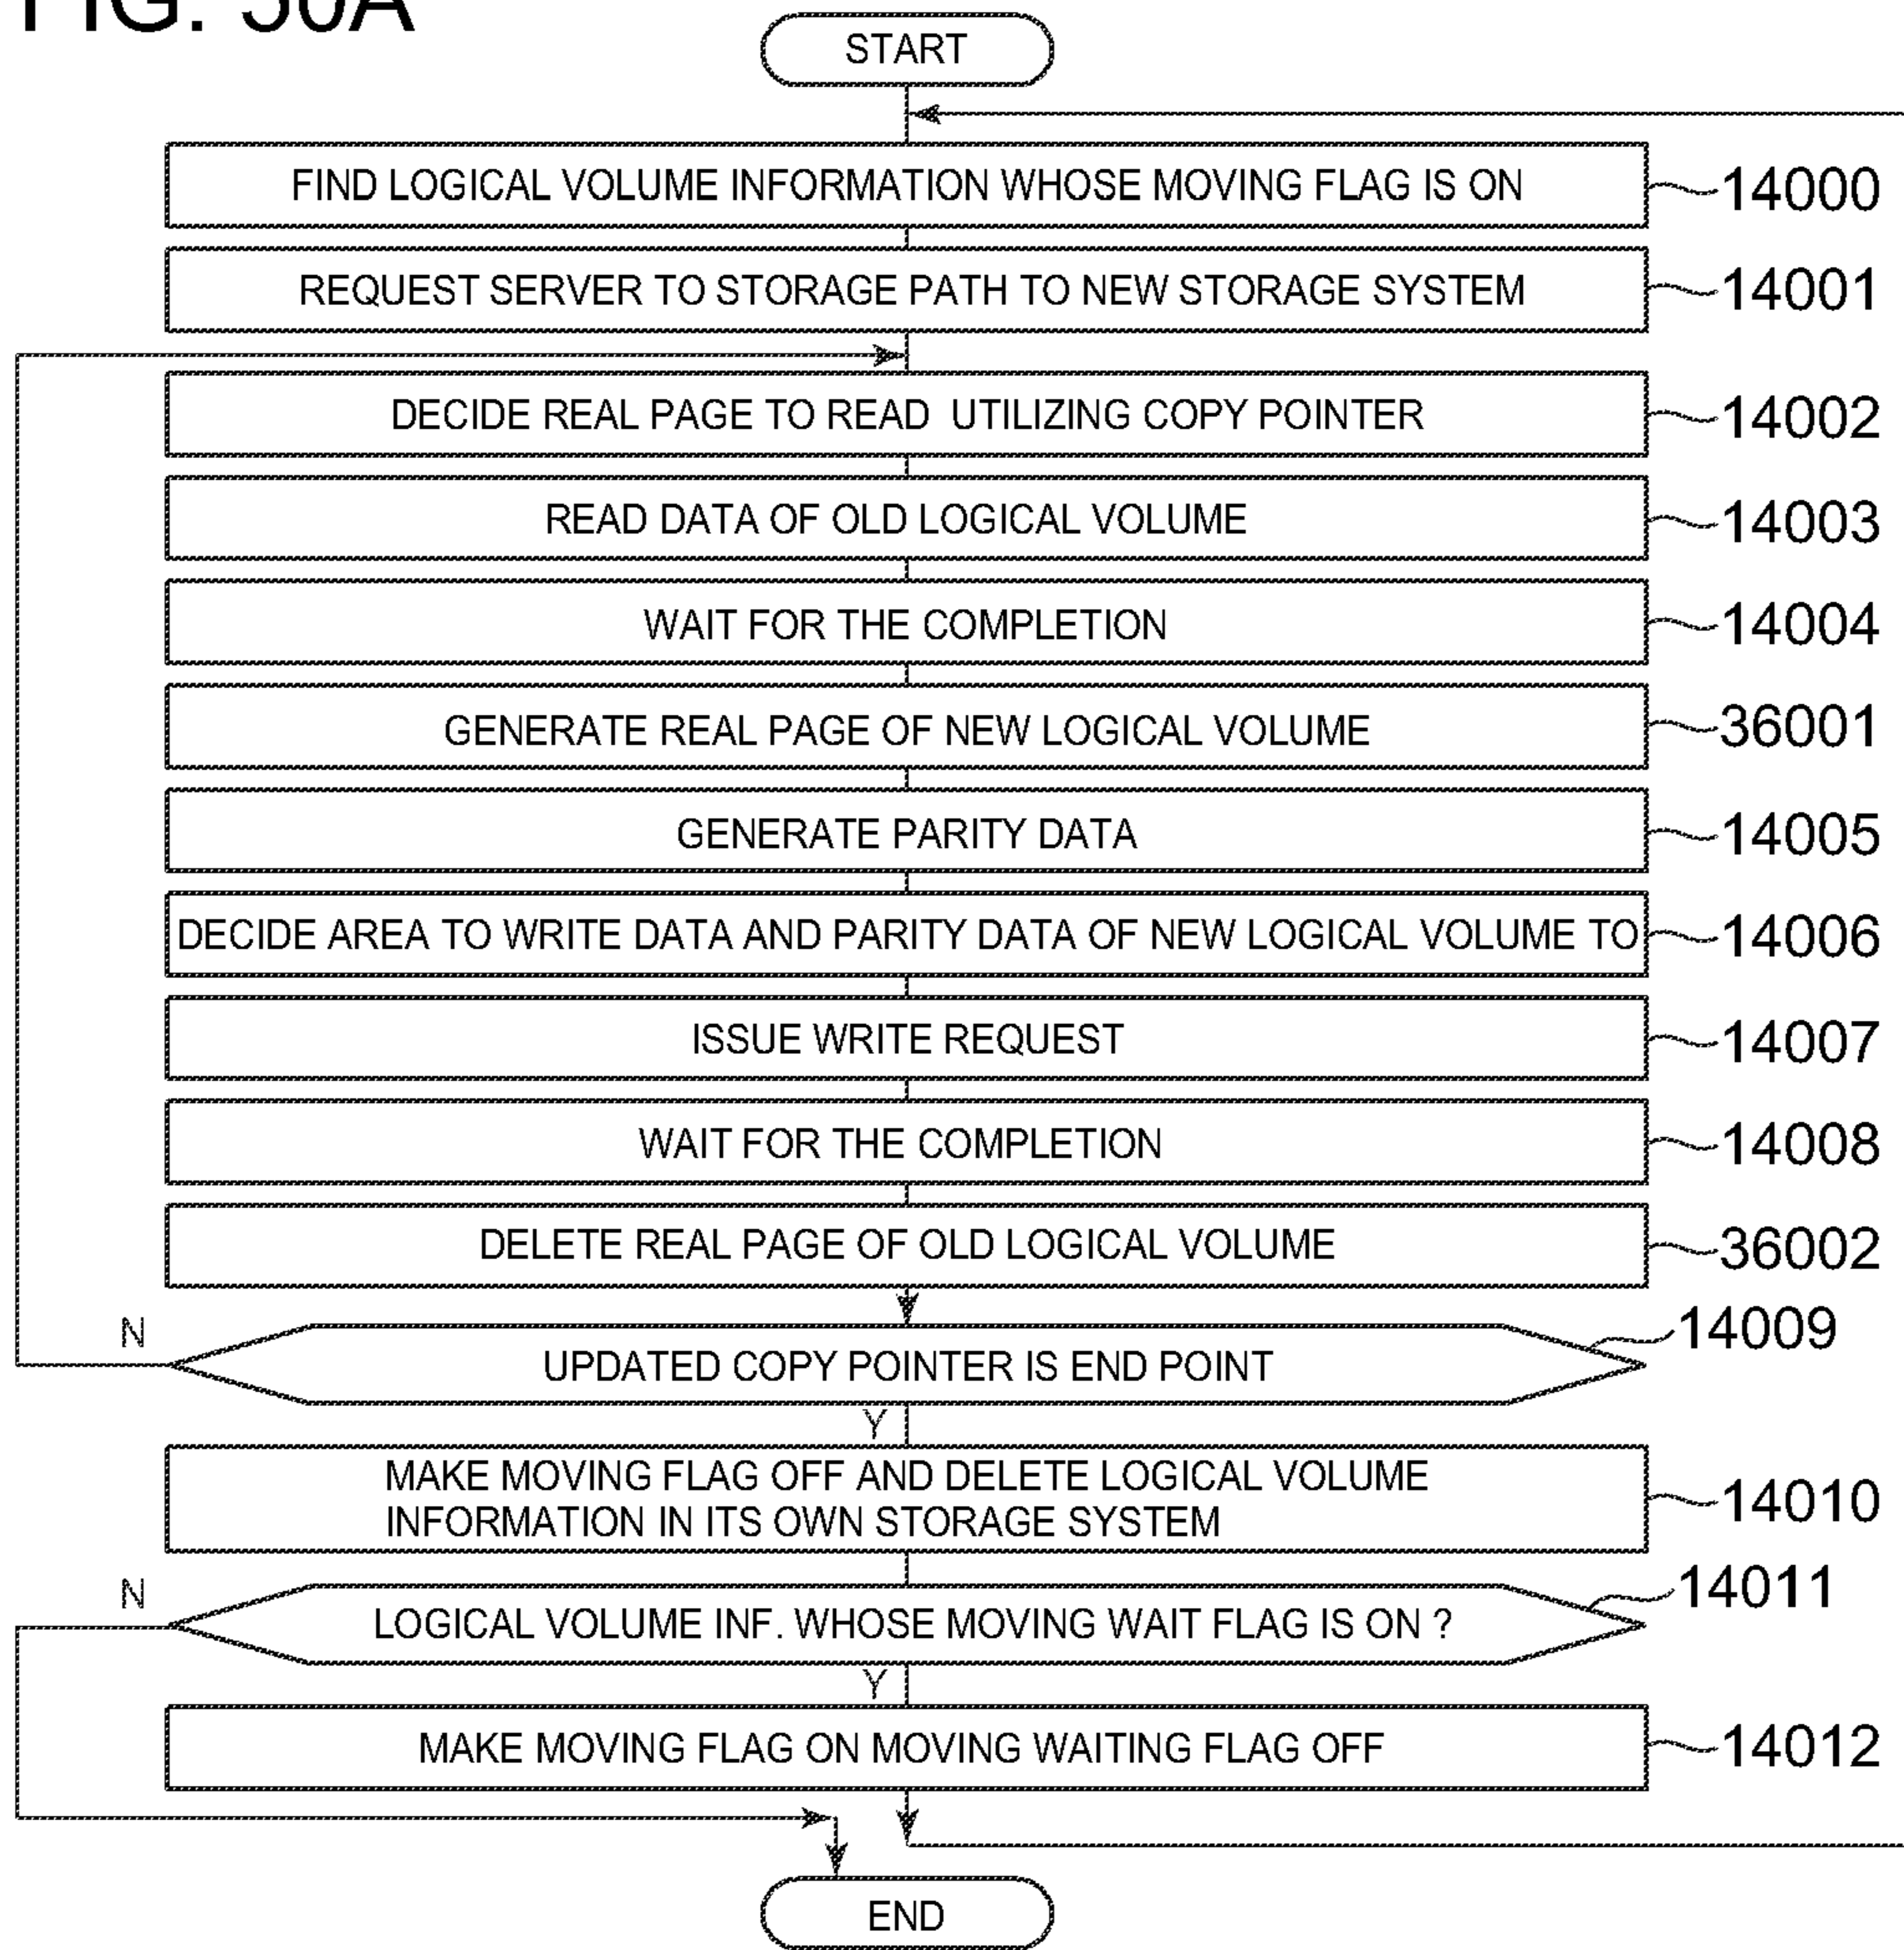 FIG. 50A
START
FIND LOGICAL VOLUME INFORMATION WHOSE MOVING FLAG IS ON
14000
REQUEST SERVER TO STORAGE PATH TO NEW STORAGE SYSTEM
14001
DECIDE REAL PAGE TO READ UTILIZING COPY POINTER
14002
READ DATA OF OLD LOGICAL VOLUME
14003
WAIT FOR THE COMPLETION
14004
GENERATE REAL PAGE OF NEW LOGICAL VOLUME
36001
GENERATE PARITY DATA
14005
DECIDE AREA TO WRITE DATA AND PARITY DATA OF NEW LOGICAL VOLUME TO
14006
ISSUE WRITE REQUEST
14007
WAIT FOR THE COMPLETION
14008
DELETE REAL PAGE OF OLD LOGICAL VOLUME
36002
N
UPDATED COPY POINTER IS END POINT
14009
Y
MAKE MOVING FLAG OFF AND DELETE LOGICAL VOLUME
INFORMATION IN ITS OWN STORAGE SYSTEM
14010
N
LOGICAL VOLUME INF. WHOSE MOVING WAIT FLAG IS ON ?
14011
Y
MAKE MOVING FLAG ON MOVING WAITING FLAG OFF
14012
END